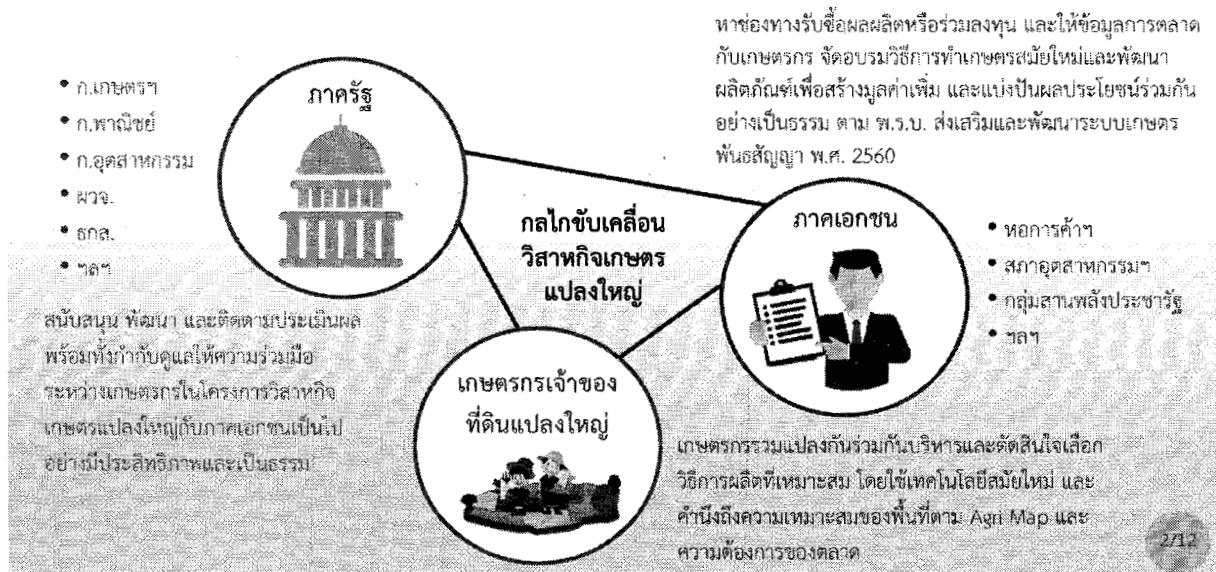 หาช่องทางรับซื้อผลผลิตหรือร่วมลงทุน และให้ข้อมูลการตลาด
กับเกษตรกร จัดอบรมวิธีการทำเกษตรสมัยใหม่และพัฒนา
ผลิตภัณฑ์เพื่อสร้างมูลค่าเพิ่ม และแบ่งปันผลประโยชน์ร่วมกัน
อย่างเป็นธรรม ตาม พ.ร.บ. ส่งเสริมและพัฒนาระบบเกษตร
พันธสัญญา พ.ศ. 2560
ภาครัฐ
• ก.เกษตรฯ
• ก.พาณิชย์
• ก.อุตสาหกรรม
• ผวจ.
• ธกส.
• ฯลฯ
สนับสนุน พัฒนา และติดตามประเมินผล
พร้อมทั้งกำกับดูแลให้ความร่วมมือ
ระหว่างเกษตรกรในโครงการวิสาหกิจ
เกษตรแปลงใหญ่กับภาคเอกชนเป็นไป
อย่างมีประสิทธิภาพและเป็นธรรม
กลไกขับเคลื่อน
วิสาหกิจเกษตร
แปลงใหญ่
ภาคเอกชน
• หอการค้าฯ
• สภาอุตสาหกรรมฯ
• กลุ่มสานพลังประชารัฐ
• ฯลฯ
เกษตรกรเจ้าของ
ที่ดินแปลงใหญ่
เกษตรกรรวมแปลงกันร่วมกันบริหารและตัดสินใจเลือก
วิธีการผลิตที่เหมาะสม โดยใช้เทคโนโลยีสมัยใหม่ และ
คำนึงถึงความเหมาะสมของพื้นที่ตาม Agri Map และ
ความต้องการของตลาด
2/12